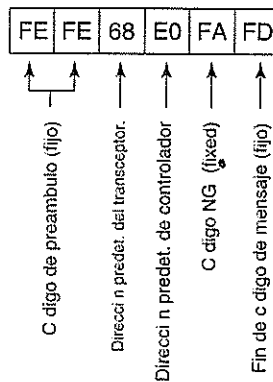 FE FE 68 E0 FA FD
C digo de preambulo (fijo)
Direcci n predet. del transceptor.
Direcci n predet. de controlador
C digo NG (fixed)
Fin de c digo de mensaje (fijo)